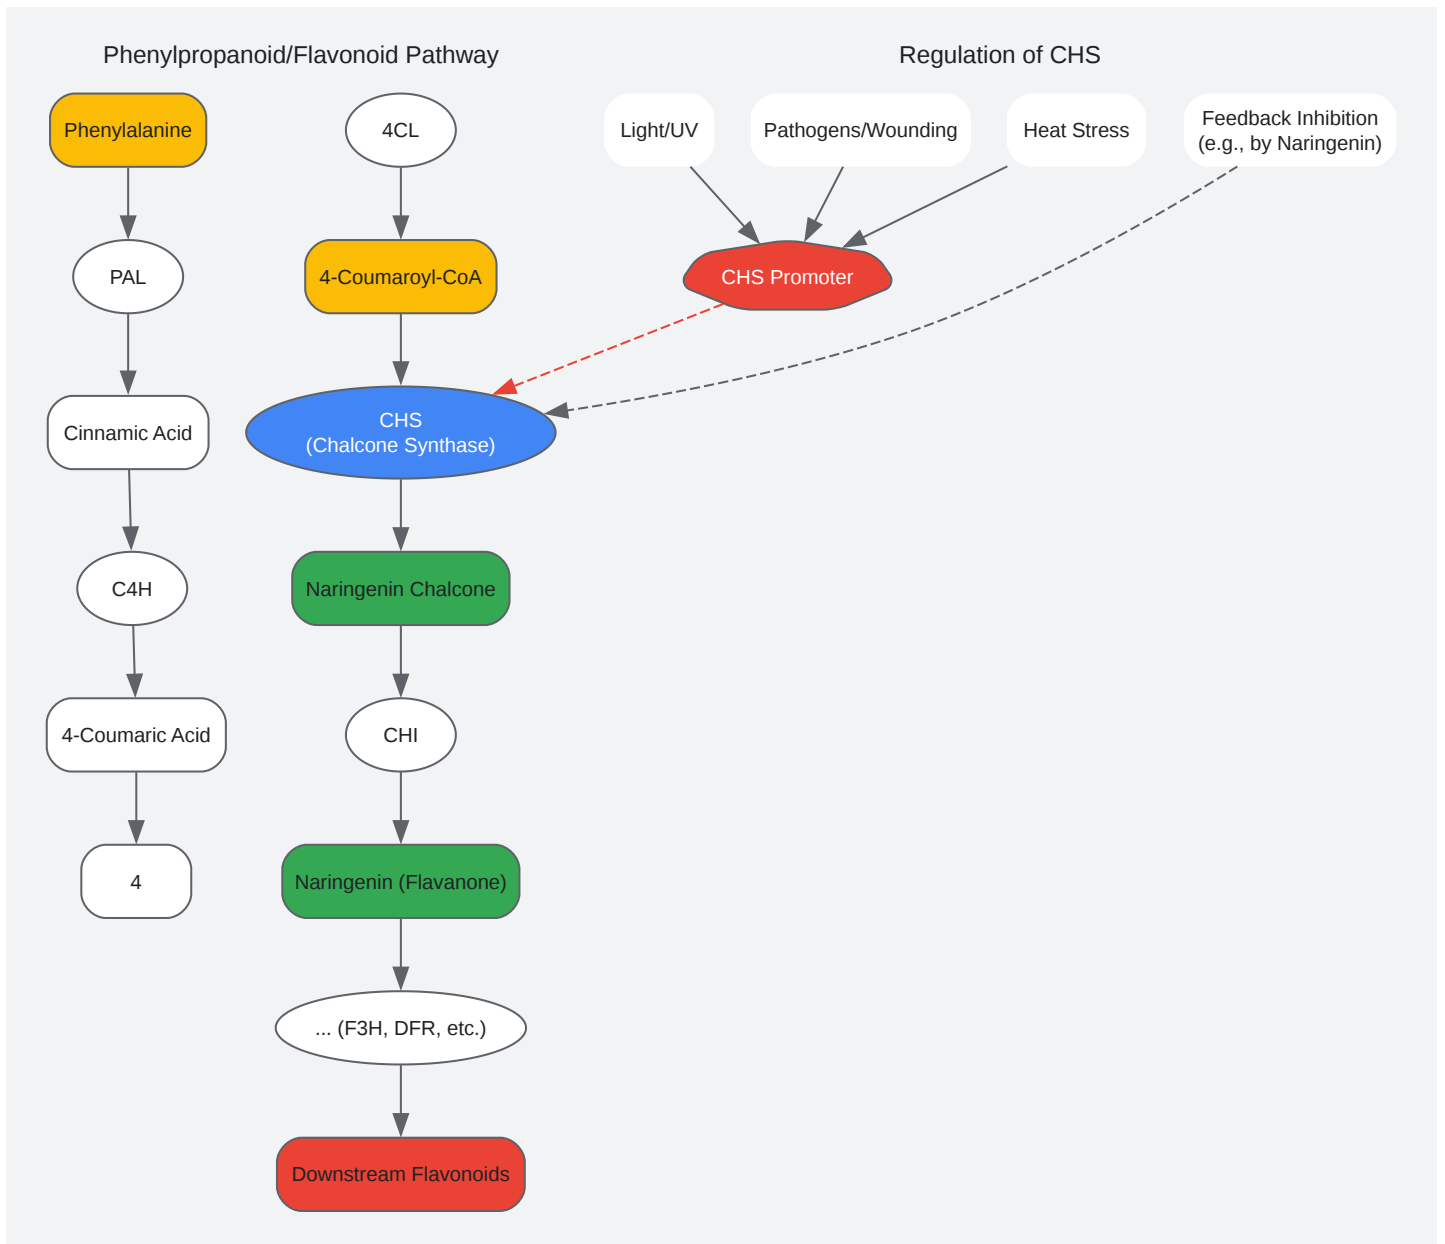 Phenylpropanoid/Flavonoid Pathway
Regulation of CHS
Phenylalanine
4CL
Light/UV
Pathogens/Wounding
Heat Stress
Feedback Inhibition
(e.g., by Naringenin)
PAL
4-Coumaroyl-CoA
CHS Promoter
Cinnamic Acid
CHS
(Chalcone Synthase)
C4H
Naringenin Chalcone
4-Coumaric Acid
CHI
4
Naringenin (Flavanone)
... (F3H, DFR, etc.)
Downstream Flavonoids